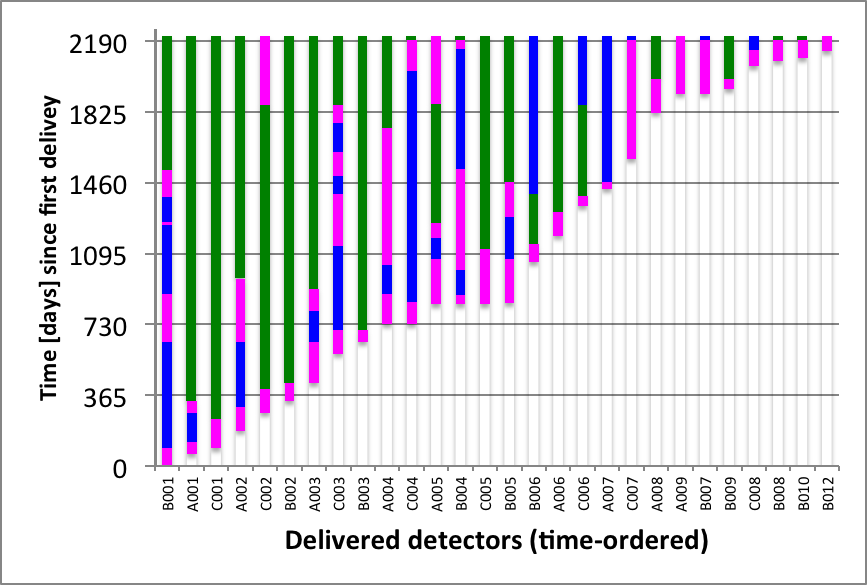 2190
1825
1460
1095
730
365
0
Time [days] since first delivey
B001 A001 C001 A002 C002 B002 A003 C003 B003 A004 C004 A005 B004 C005 B005 B006 A006 C006 A007 C007 A008 A009 B007 B009 C008 B008 B010 B012
Delivered detectors (time-ordered)